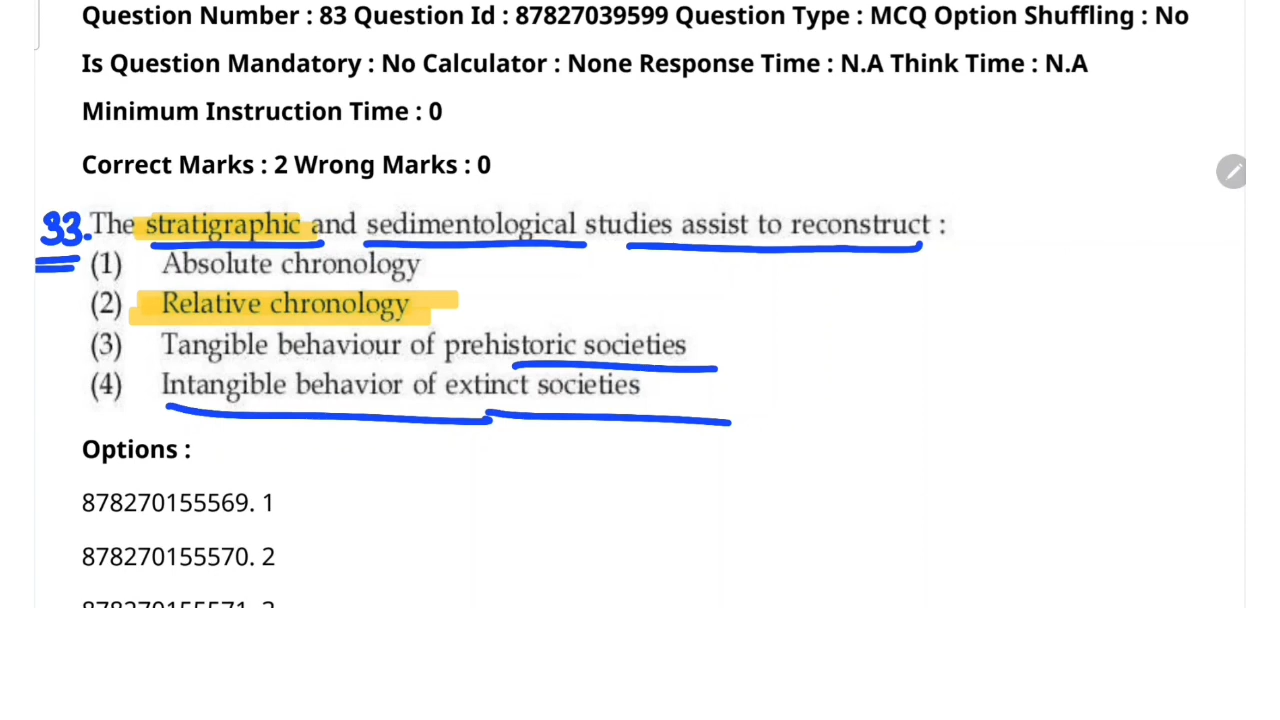 Question Number : 83 Question Id : 87827039599 Question Type : MCQ Option Shuffling : No
Is Question Mandatory : No Calculator : None Response Time : N.A Think Time : N.A
Minimum Instruction Time : 0
Correct Marks : 2 Wrong Marks : 0
83. The stratigraphic and sedimentological studies assist to reconstruct :
(1) Absolute chronology
(2) Relative chronology
(3) Tangible behaviour of prehistoric societies
(4) Intangible behavior of extinct societies
Options :
878270155569. 1
878270155570. 2